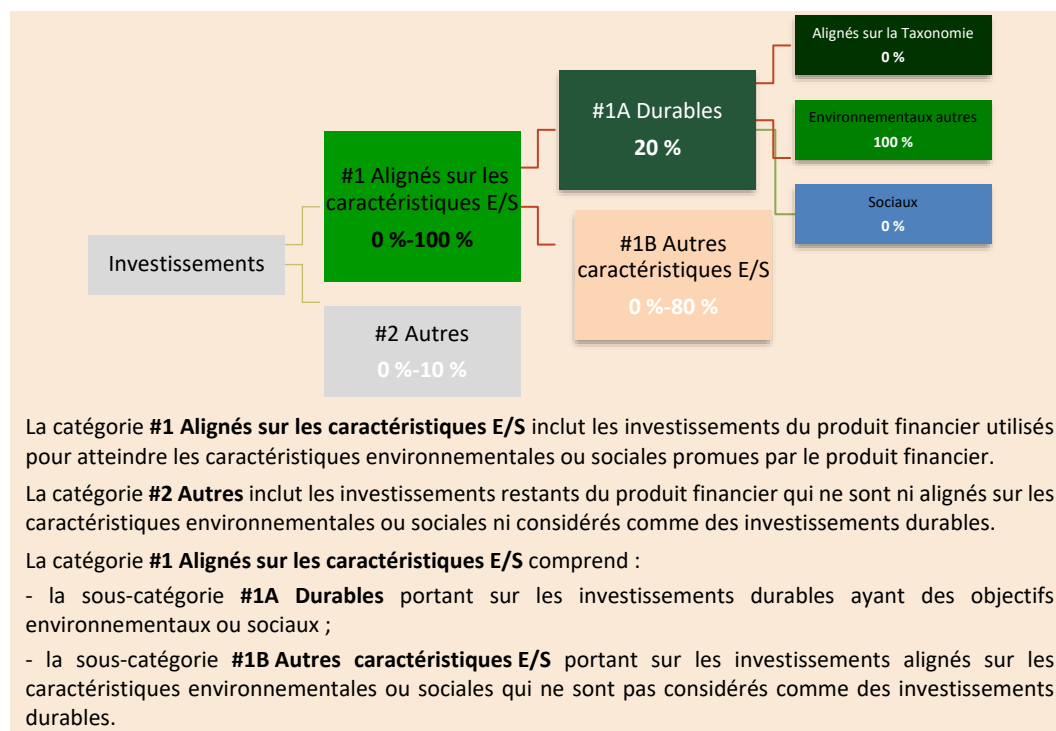 Alignés sur la Taxonomie
0 %
#1A Durables
20 %
Environnementaux autres
100 %
#1 Alignés sur les
caractéristiques E/S
0 %-100 %
Sociaux
0 %
#1B Autres
caractéristiques E/S
0 %-80 %
Investissements
#2 Autres
0 %-10 %
La catégorie #1 Alignés sur les caractéristiques E/S inclut les investissements du produit financier utilisés
pour atteindre les caractéristiques environnementales ou sociales promues par le produit financier.
La catégorie #2 Autres inclut les investissements restants du produit financier qui ne sont ni alignés sur les
caractéristiques environnementales ou sociales ni considérés comme des investissements durables.
La catégorie #1 Alignés sur les caractéristiques E/S comprend :
- la sous-catégorie #1A Durables portant sur les investissements durables ayant des objectifs
environnementaux ou sociaux ;
- la sous-catégorie #1B Autres caractéristiques E/S portant sur les investissements alignés sur les
caractéristiques environnementales ou sociales qui ne sont pas considérés comme des investissements
durables.